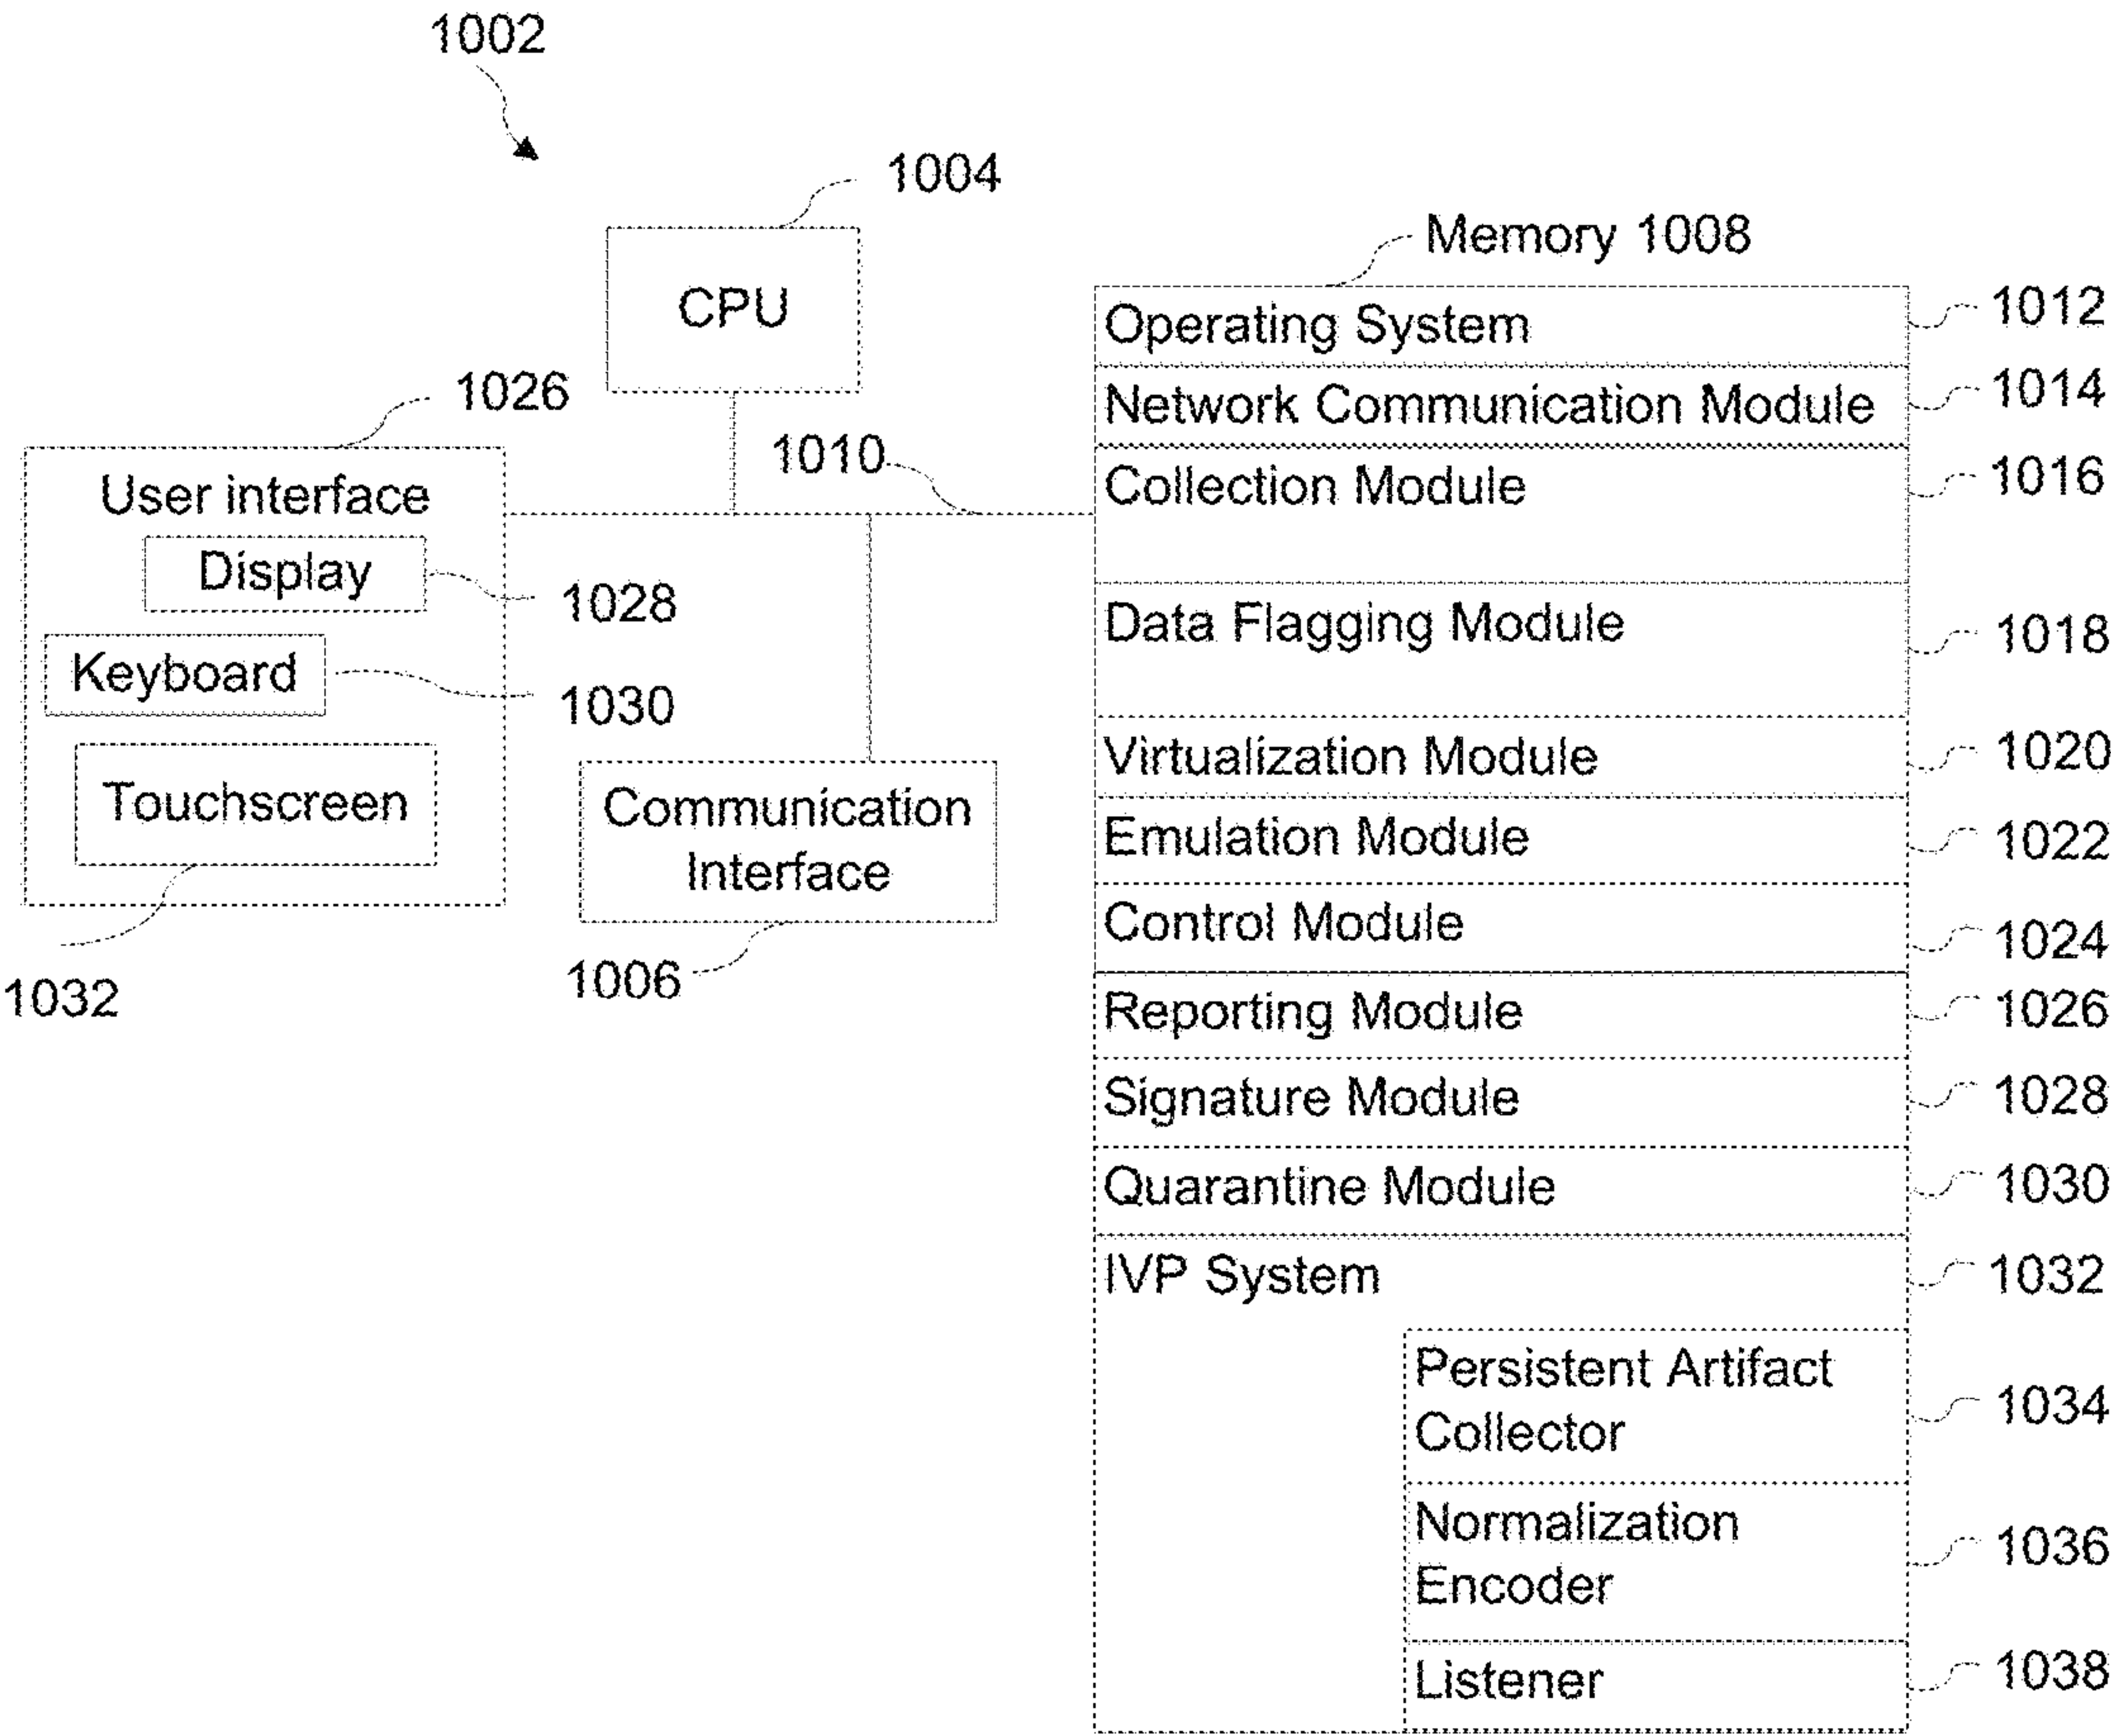 1002
1004
CPU
Memory 1008
Operating System
1012
Network Communication Module
1014
1026
1010
Collection Module
1016
User interface
Display
1028
Data Flagging Module
1018
Keyboard
1030
Touchscreen
1032
Communication
Interface
1006
Virtualization Module
1020
Emulation Module
1022
Control Module
1024
Reporting Module
1026
Signature Module
1028
Quarantine Module
1030
IVP System
1032
Persistent Artifact
Collector
1034
Normalization
Encoder
1036
Listener
1038